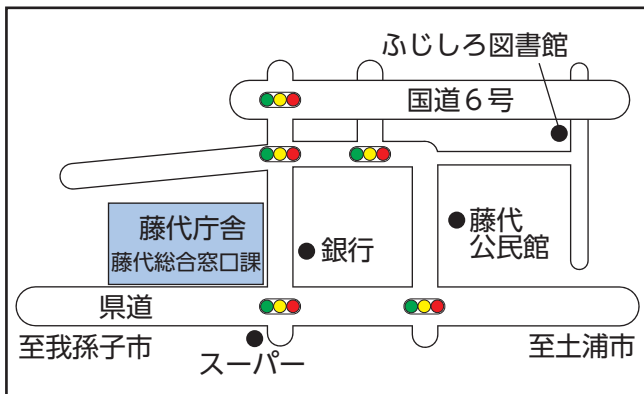 ふじしろ図書館
国道6号
藤代庁舎
藤代総合窓口課
銀行
藤代
公民館
県道
至我孫子市
スーパー
至土浦市